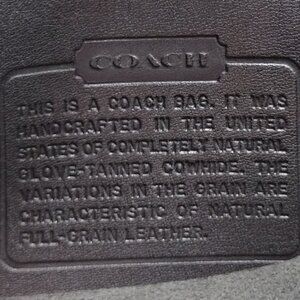 COACH
THIS IS A COACH BAG. IT WAS
HANDCRAFTED IN THE UNITED
STATES OF COMPLETELY NATURAL
GLOVE-TANNED COWHIDE. THE
VARIATIONS IN THE GRAIN ARE
CHARACTERISTIC OF NATURAL
FULL-GRAIN LEATHER.